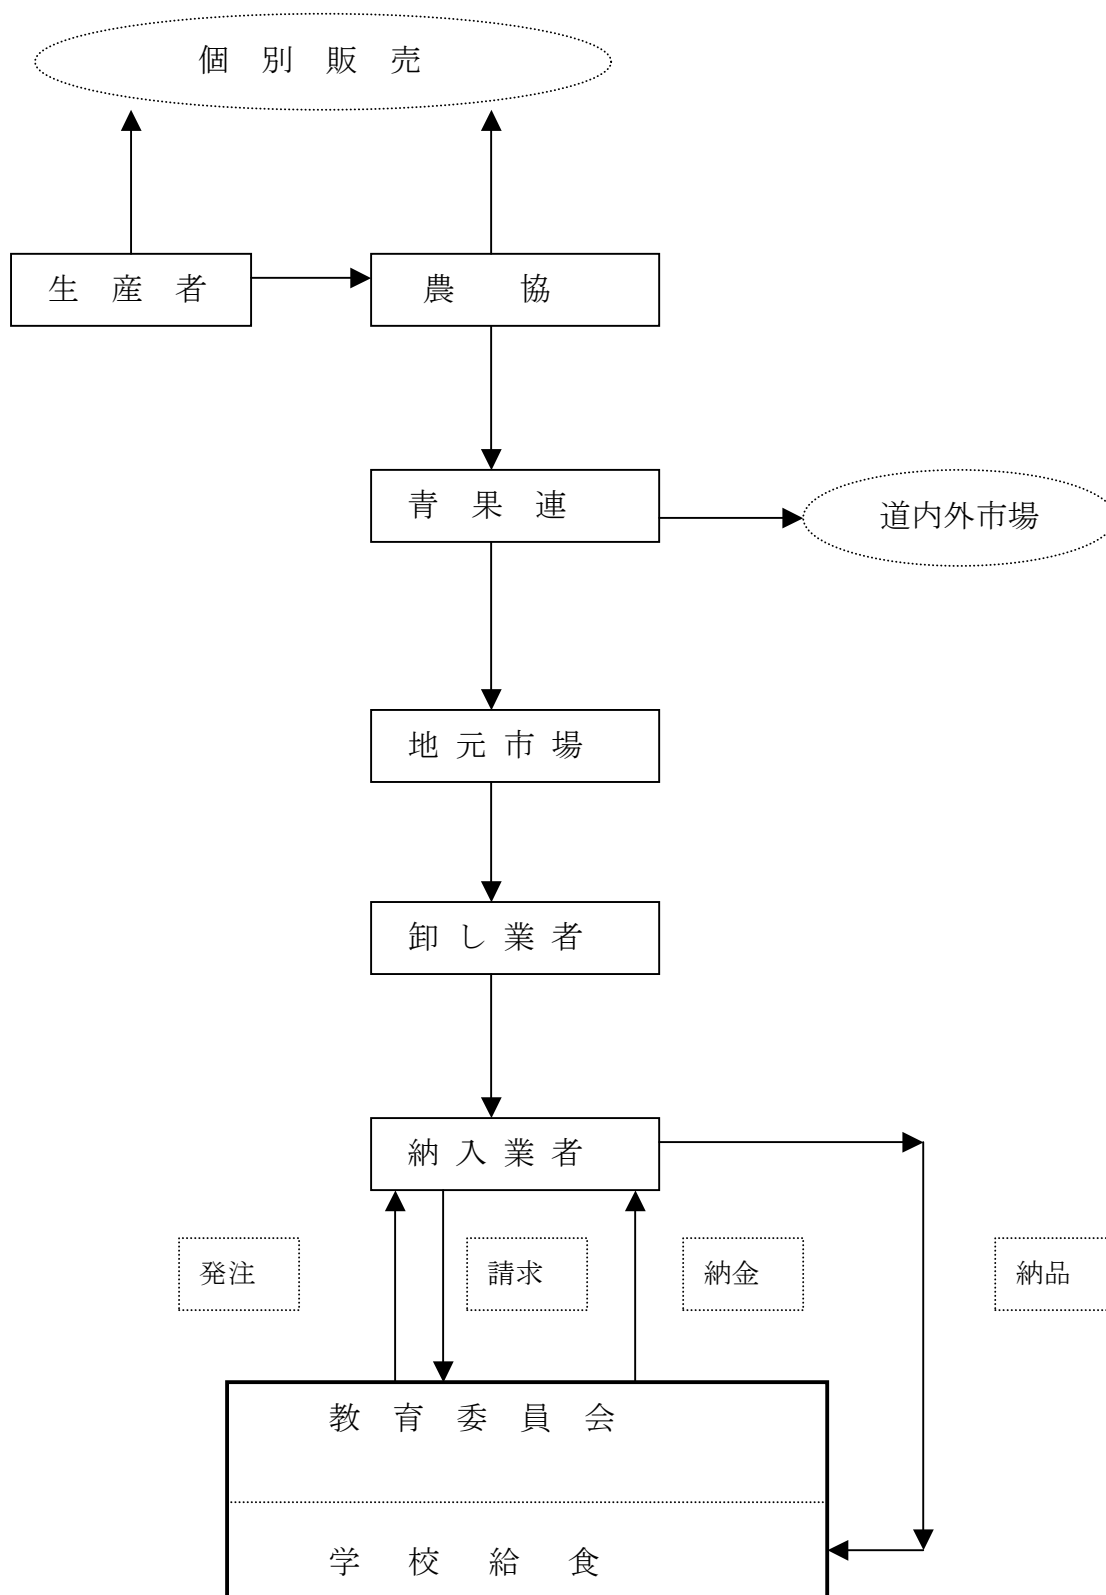 個別販売
生産者
農協
青果連
道内外市場
地元市場
卸し業者
納入業者
発注
請求
納金
納品
教育委員会
学校給食